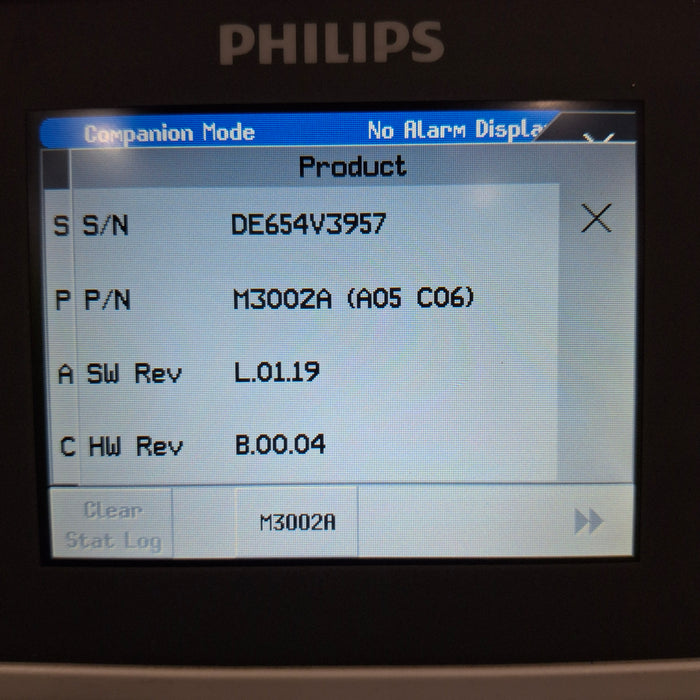 PHILIPS
Companion Mode No Alarm Displa
Product
S S/N DE654V3957
P P/N M3002A (A05 C06)
A SW Rev L.01.19
C HW Rev B.00.04
Clear
Stat Log
M3002A